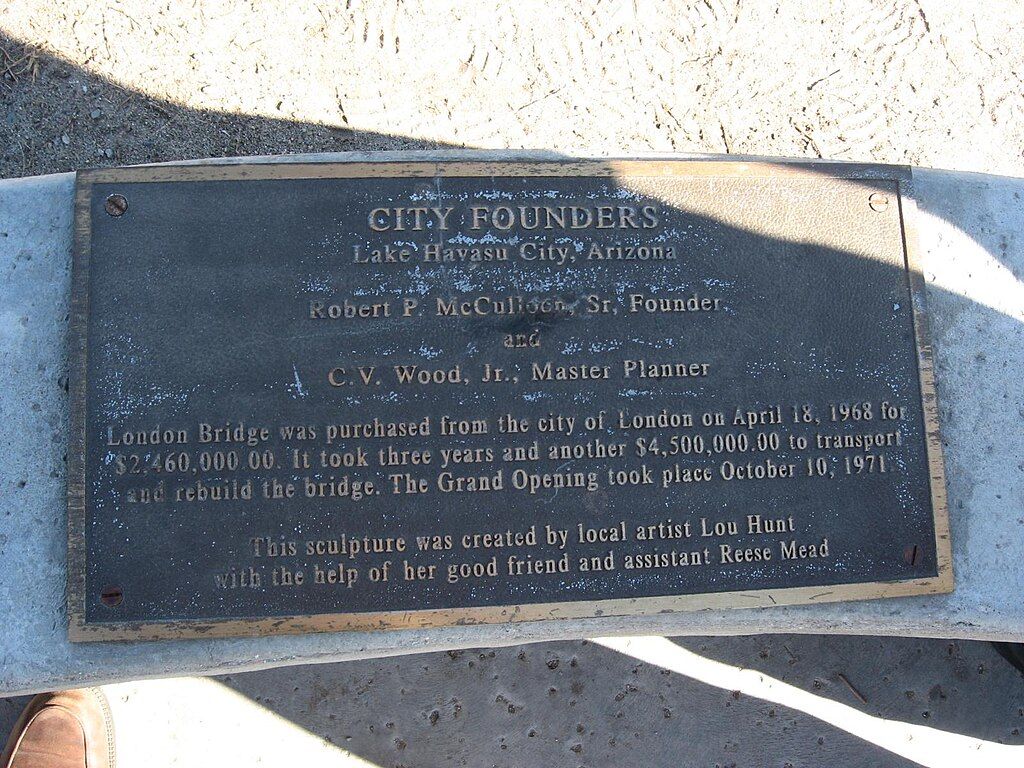 CITY FOUNDERS
Lake Havasu City, Arizona
Robert P. McCulloch, Sr, Founder,
and
C.V. Wood, Jr., Master Planner
London Bridge was purchased from the city of London on April 18, 1968 for
$2,460,000.00. It took three years and another $4,500,000.00 to transport
and rebuild the bridge. The Grand Opening took place October 10, 1971
This sculpture was created by local artist Lou Hunt
with the help of her good friend and assistant Reese Mead